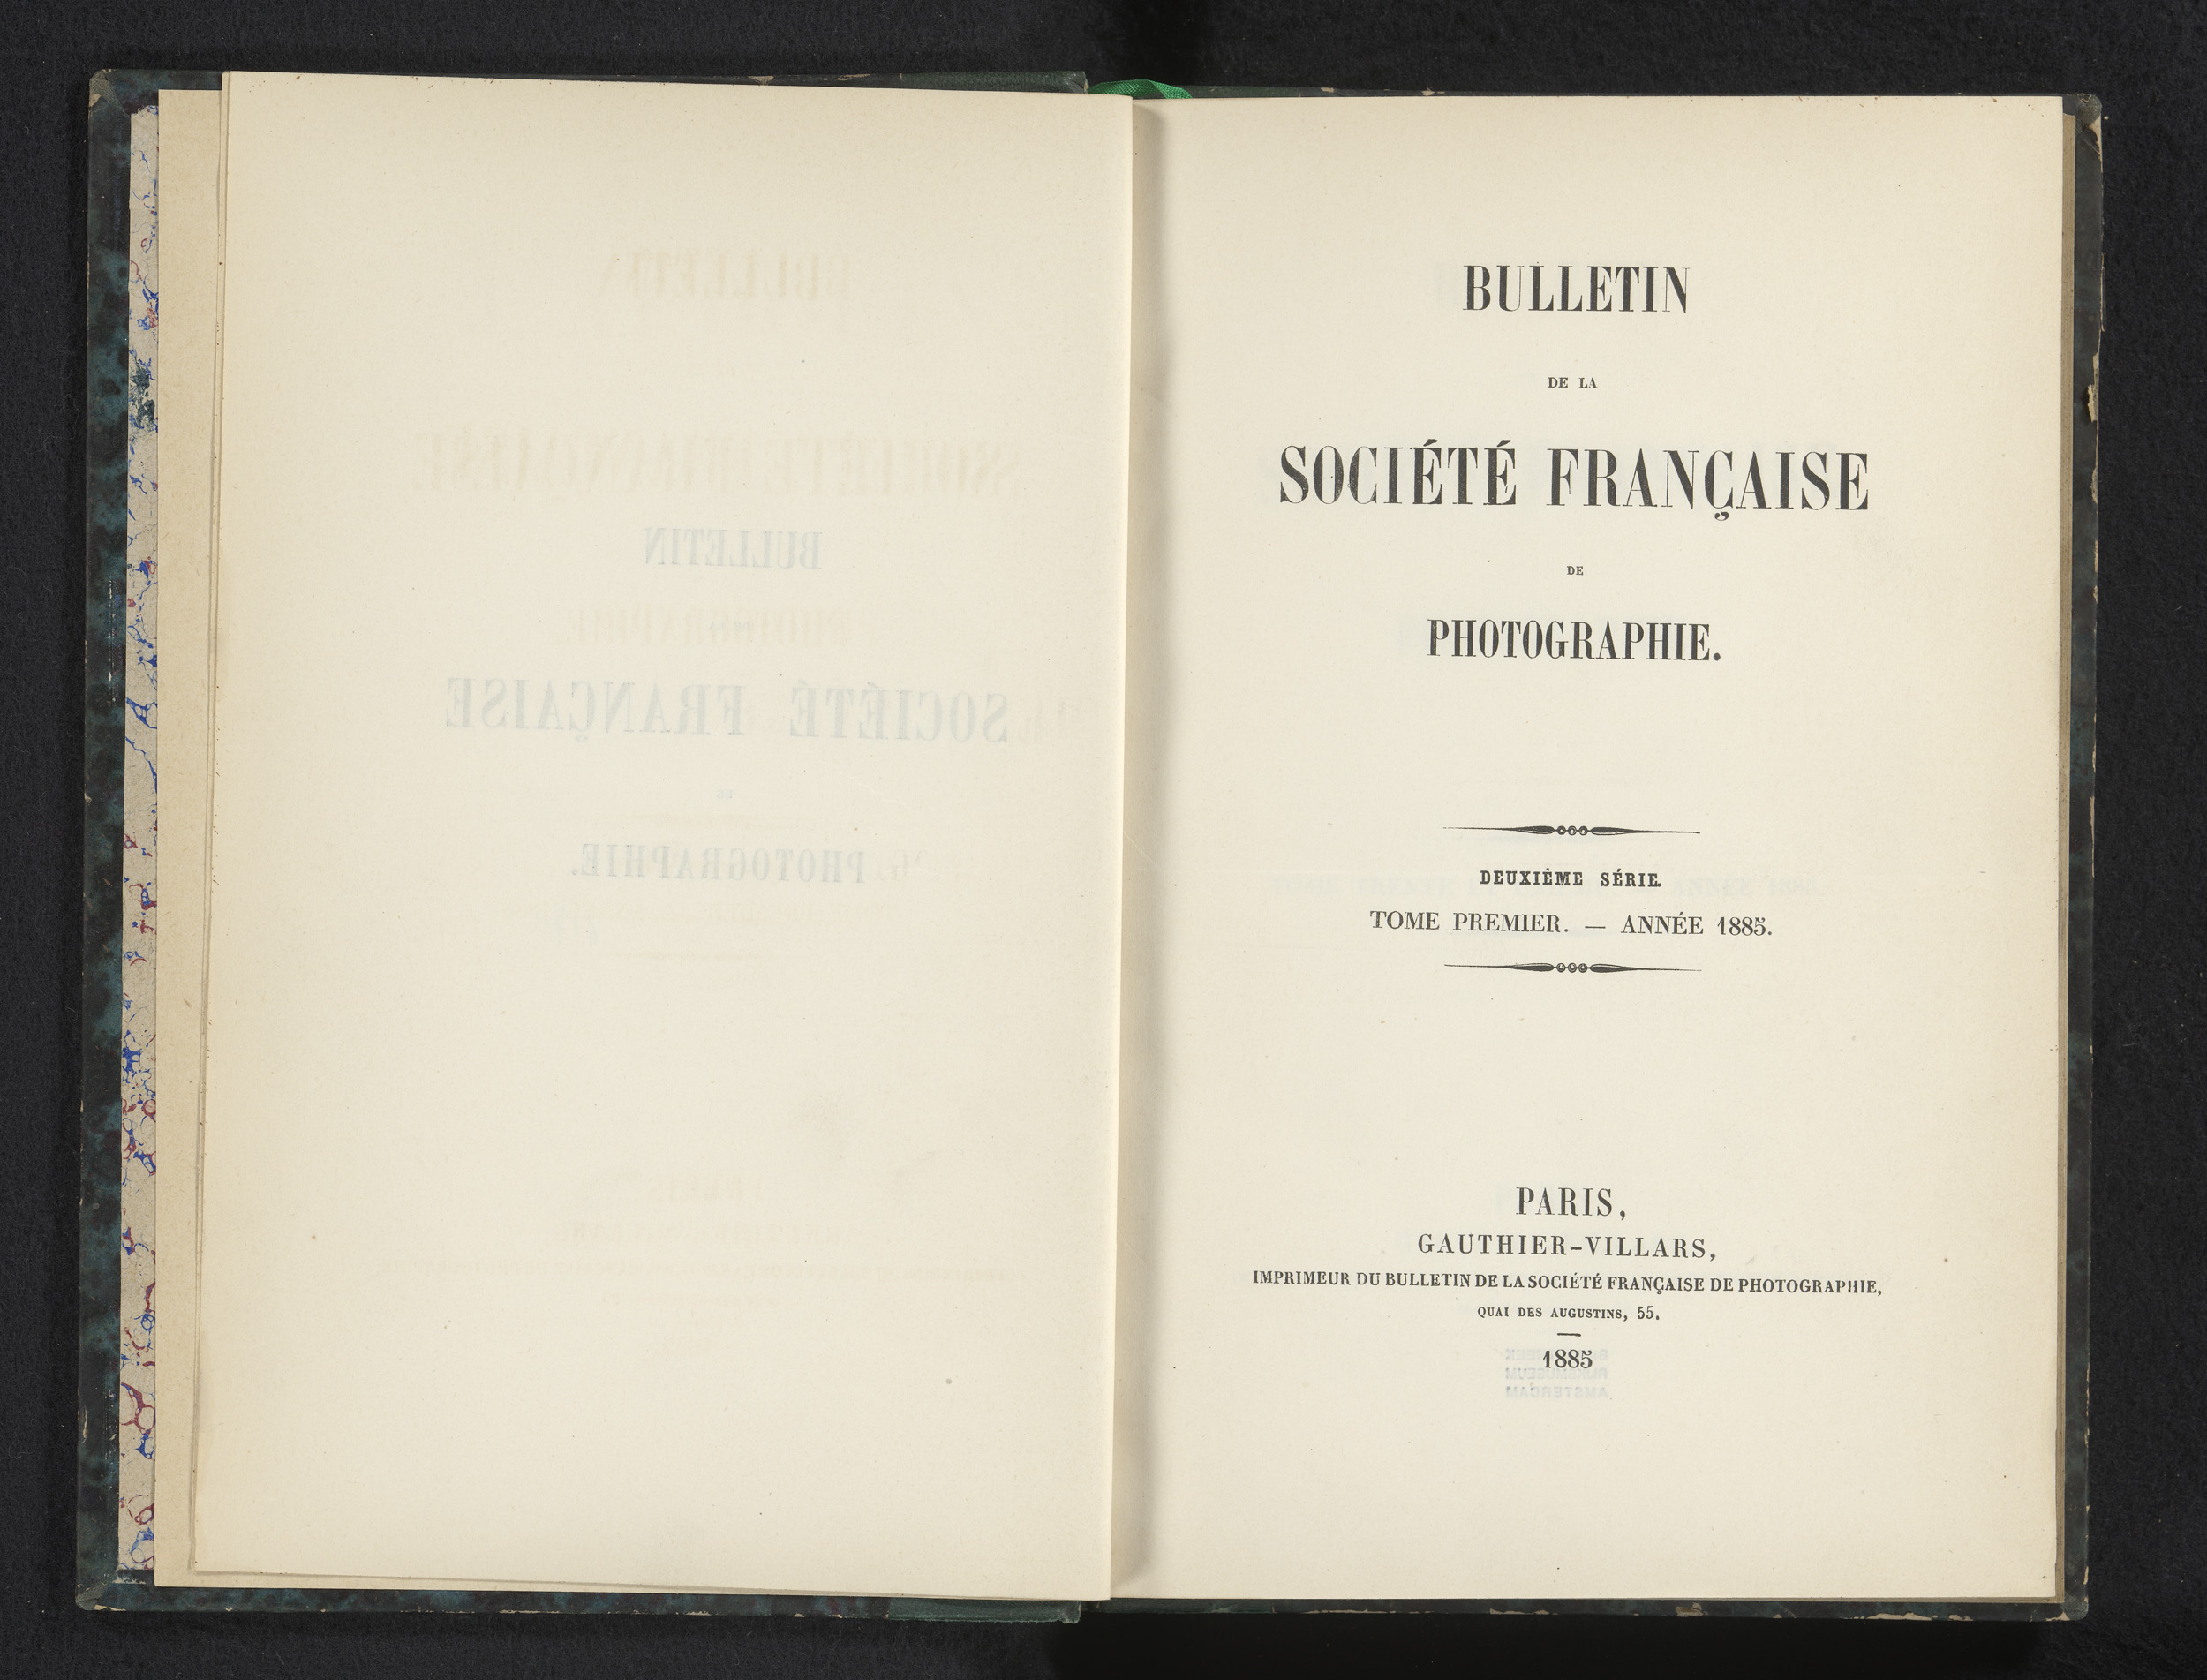 BULLETIN
DE LA
SOCIÉTÉ FRANÇAISE
DE
PHOTOGRAPHIE.
DEUXIÈME SÉRIE.
TOME PREMIER. — ANNÉE 1885.
PARIS,
GAUTHIER-VILLARS,
IMPRIMEUR DU BULLETIN DE LA SOCIÉTÉ FRANÇAISE DE PHOTOGRAPHIE,
QUAI DES AUGUSTINS, 55.
1885